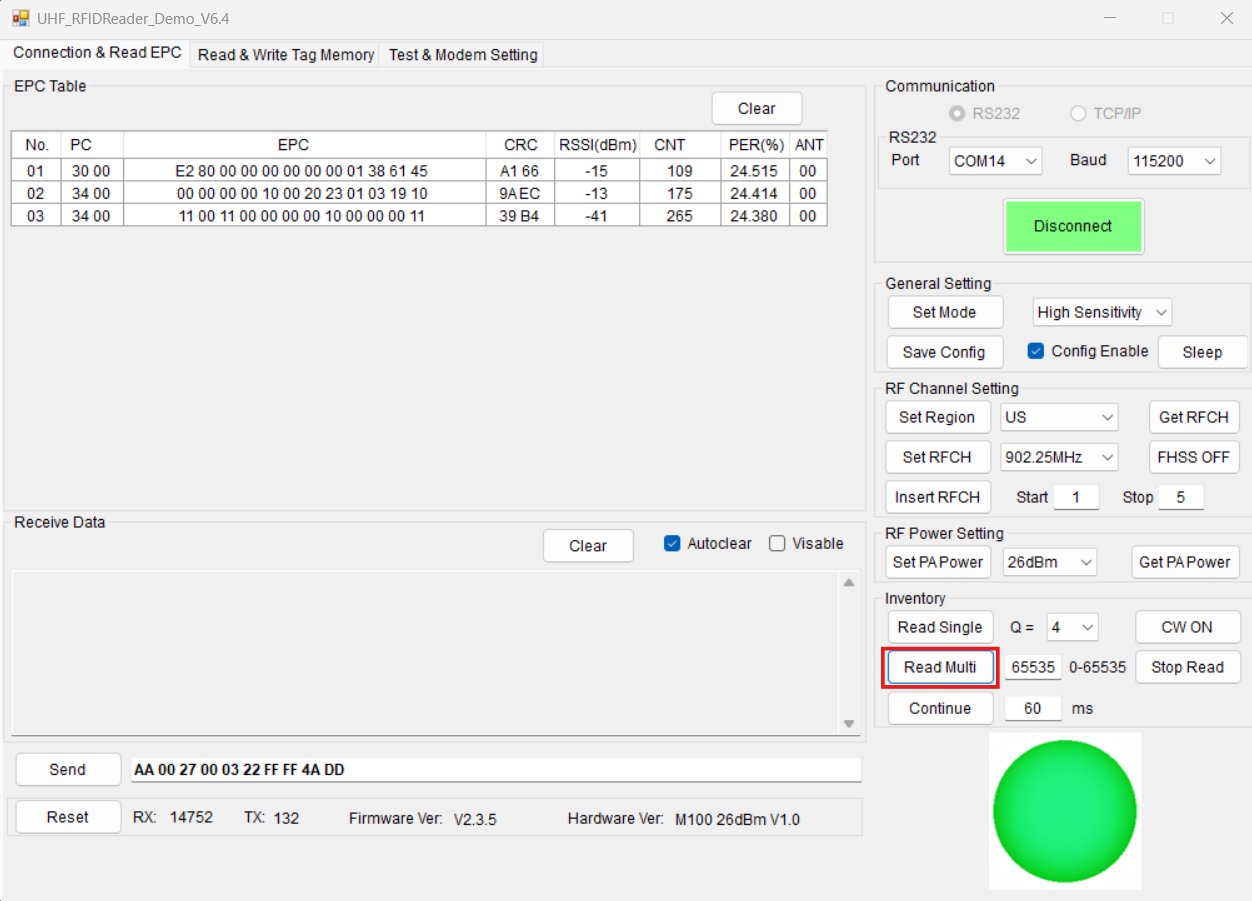 UHF_RFIDReader_Demo_V6.4
Connection & Read EPC Read & Write Tag Memory Test & Modem Setting
EPC Table
Clear
No. PC EPC CRC RSSI(dBm) CNT PER(%) ANT
01 30 00 E2 80 00 00 00 00 00 00 01 38 61 45 A1 66 -15 109 24.515 00
02 34 00 00 00 00 00 10 00 20 23 01 03 19 10 9A EC -13 175 24.414 00
03 34 00 11 00 11 00 00 00 00 10 00 00 00 11 39 B4 -41 265 24.380 00
Receive Data
Clear Autoclear Visable
Send AA 00 27 00 03 22 FF FF 4A DD
Reset RX: 14752 TX: 132 Firmware Ver: V2.3.5 Hardware Ver: M100 26dBm V1.0
Communication
RS232 TCP/IP
RS232
Port COM14 Baud 115200
Disconnect
General Setting
Set Mode High Sensitivity
Save Config Config Enable Sleep
RF Channel Setting
Set Region US Get RFCH
Set RFCH 902.25MHz FHSS OFF
Insert RFCH Start 1 Stop 5
RF Power Setting
Set PA Power 26dBm Get PA Power
Inventory
Read Single Q = 4 CW ON
Read Multi 65535 0-65535 Stop Read
Continue 60 ms